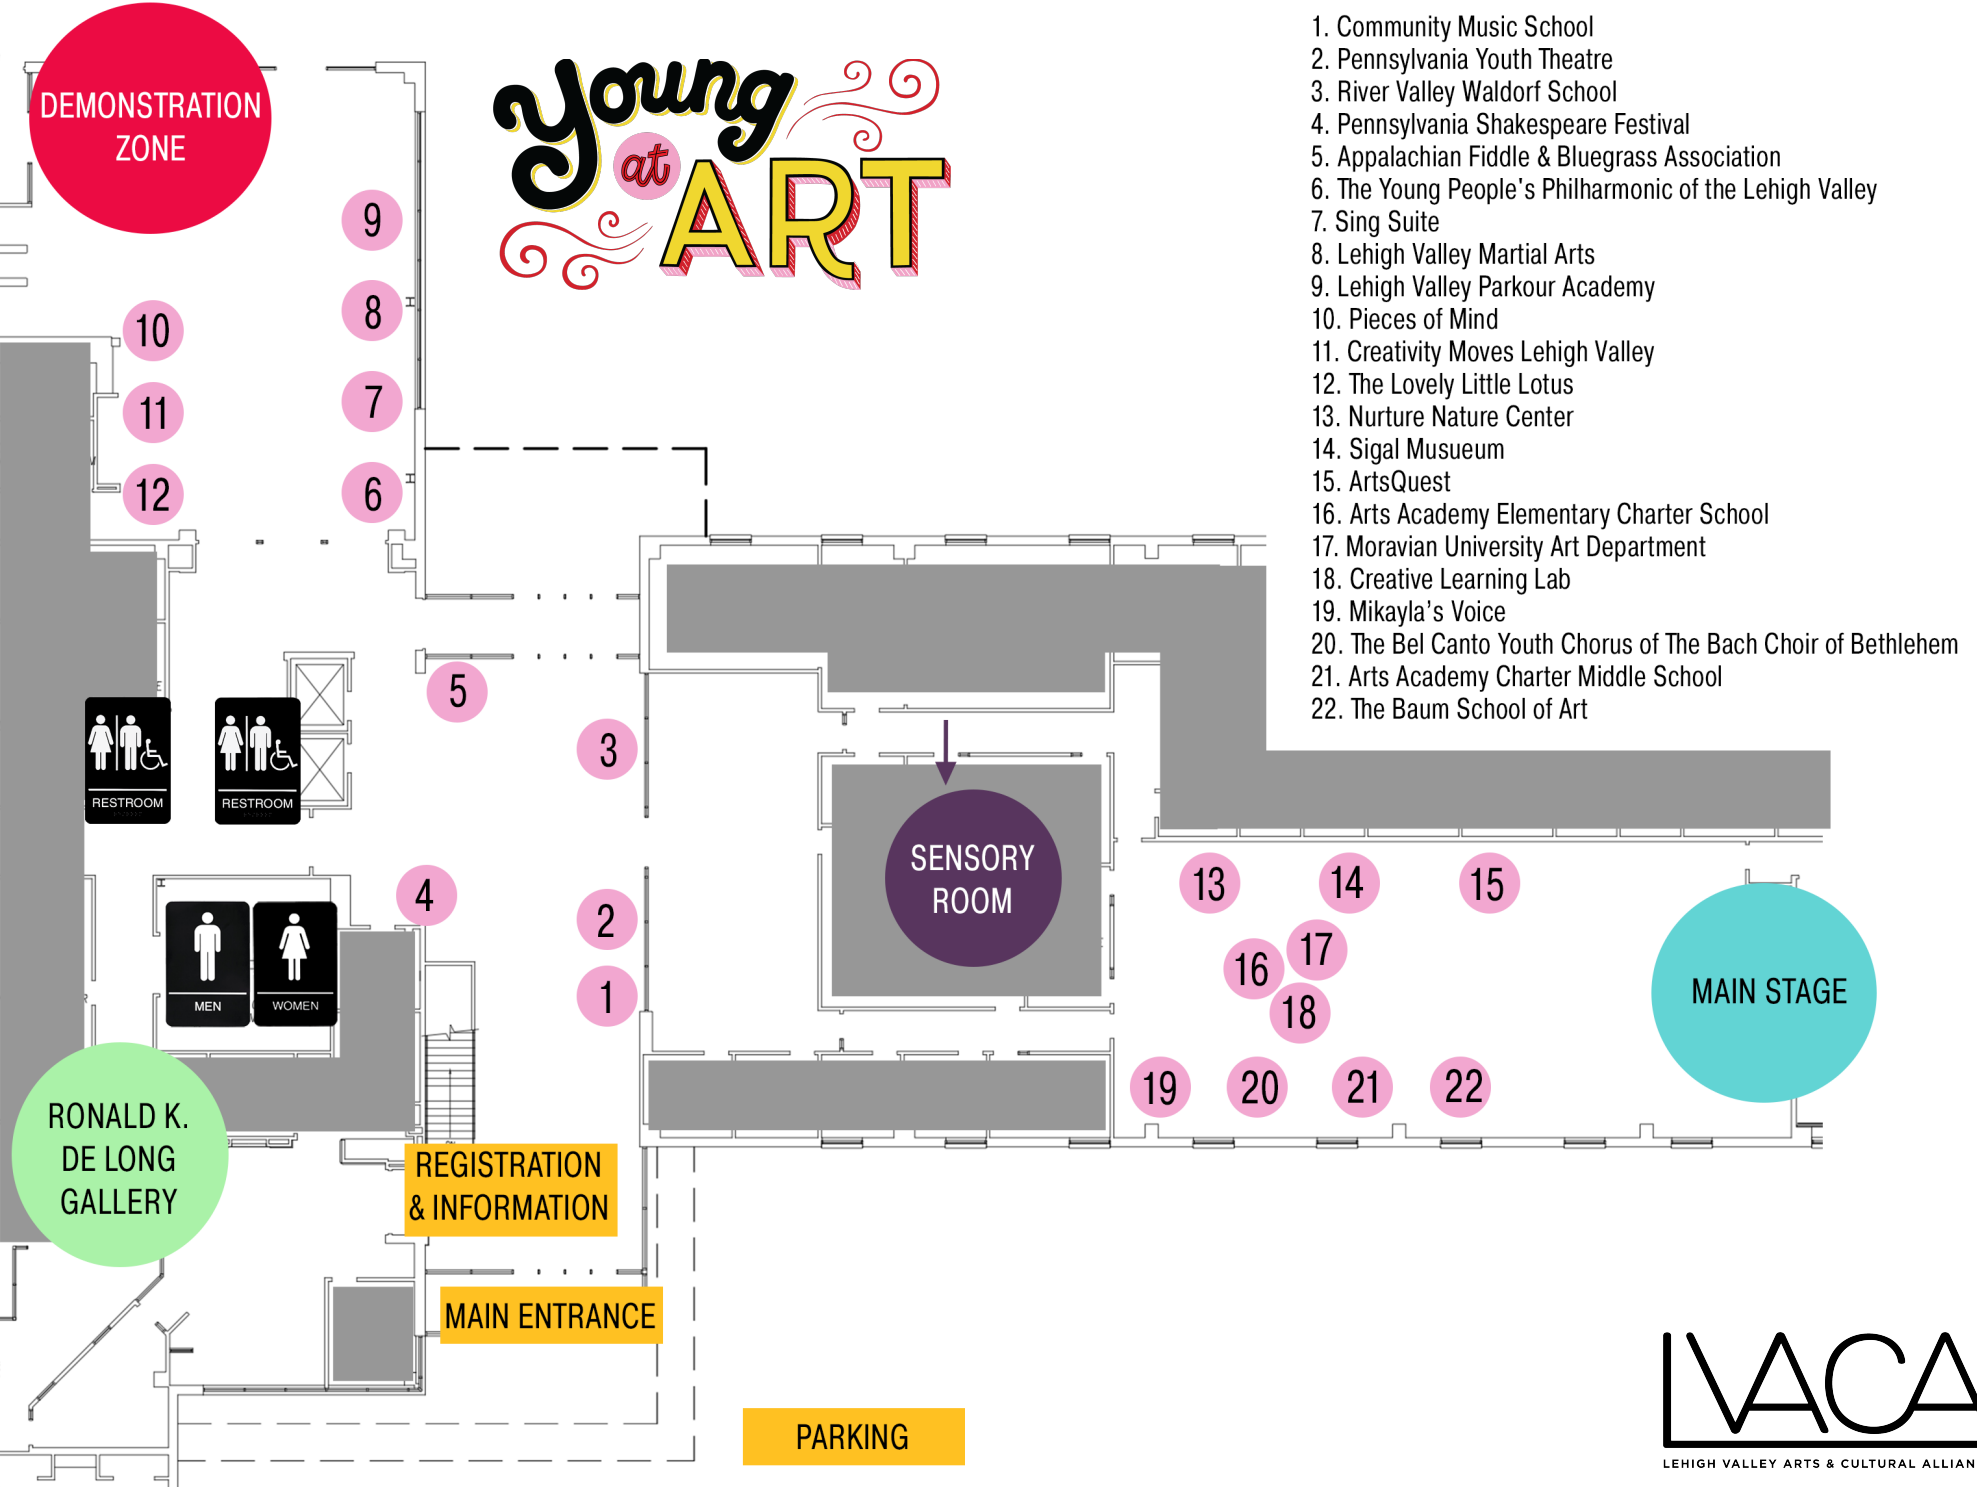 DEMONSTRATION
ZONE
Young
at
ART
1. Community Music School
2. Pennsylvania Youth Theatre
3. River Valley Waldorf School
4. Pennsylvania Shakespeare Festival
5. Appalachian Fiddle & Bluegrass Association
6. The Young People's Philharmonic of the Lehigh Valley
7. Sing Suite
8. Lehigh Valley Martial Arts
9. Lehigh Valley Parkour Academy
10. Pieces of Mind
11. Creativity Moves Lehigh Valley
12. The Lovely Little Lotus
13. Nurture Nature Center
14. Sigal Musueum
15. ArtsQuest
16. Arts Academy Elementary Charter School
17. Moravian University Art Department
18. Creative Learning Lab
19. Mikayla’s Voice
20. The Bel Canto Youth Chorus of The Bach Choir of Bethlehem
21. Arts Academy Charter Middle School
22. The Baum School of Art
9
8
10
7
11
6
12
5
3
RESTROOM
RESTROOM
4
2
1
MEN
WOMEN
SENSORY
ROOM
13
14
15
17
16
18
19
20
21
22
MAIN STAGE
RONALD K.
DE LONG
GALLERY
REGISTRATION
& INFORMATION
MAIN ENTRANCE
PARKING
LVACA
LEHIGH VALLEY ARTS & CULTURAL ALLIAN